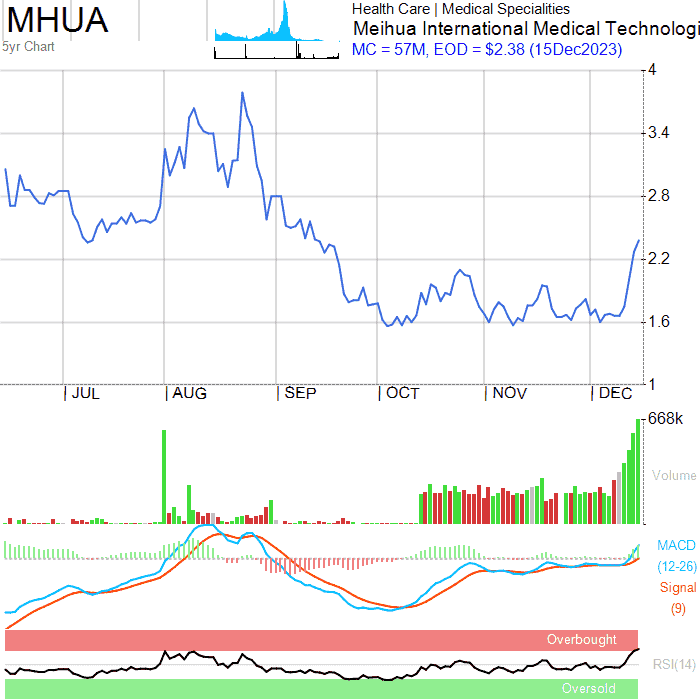 MHUA
5yr Chart
Health Care | Medical Specialities
Meihua International Medical Technologi
MC = 57M, EOD = $2.38 (15Dec2023)
4
3.4
2.8
2.2
1.6
1
JUL AUG SEP OCT NOV DEC
668k
Volume
MACD
(12-26)
Signal
(9)
Overbought
RSI(14)
Oversold